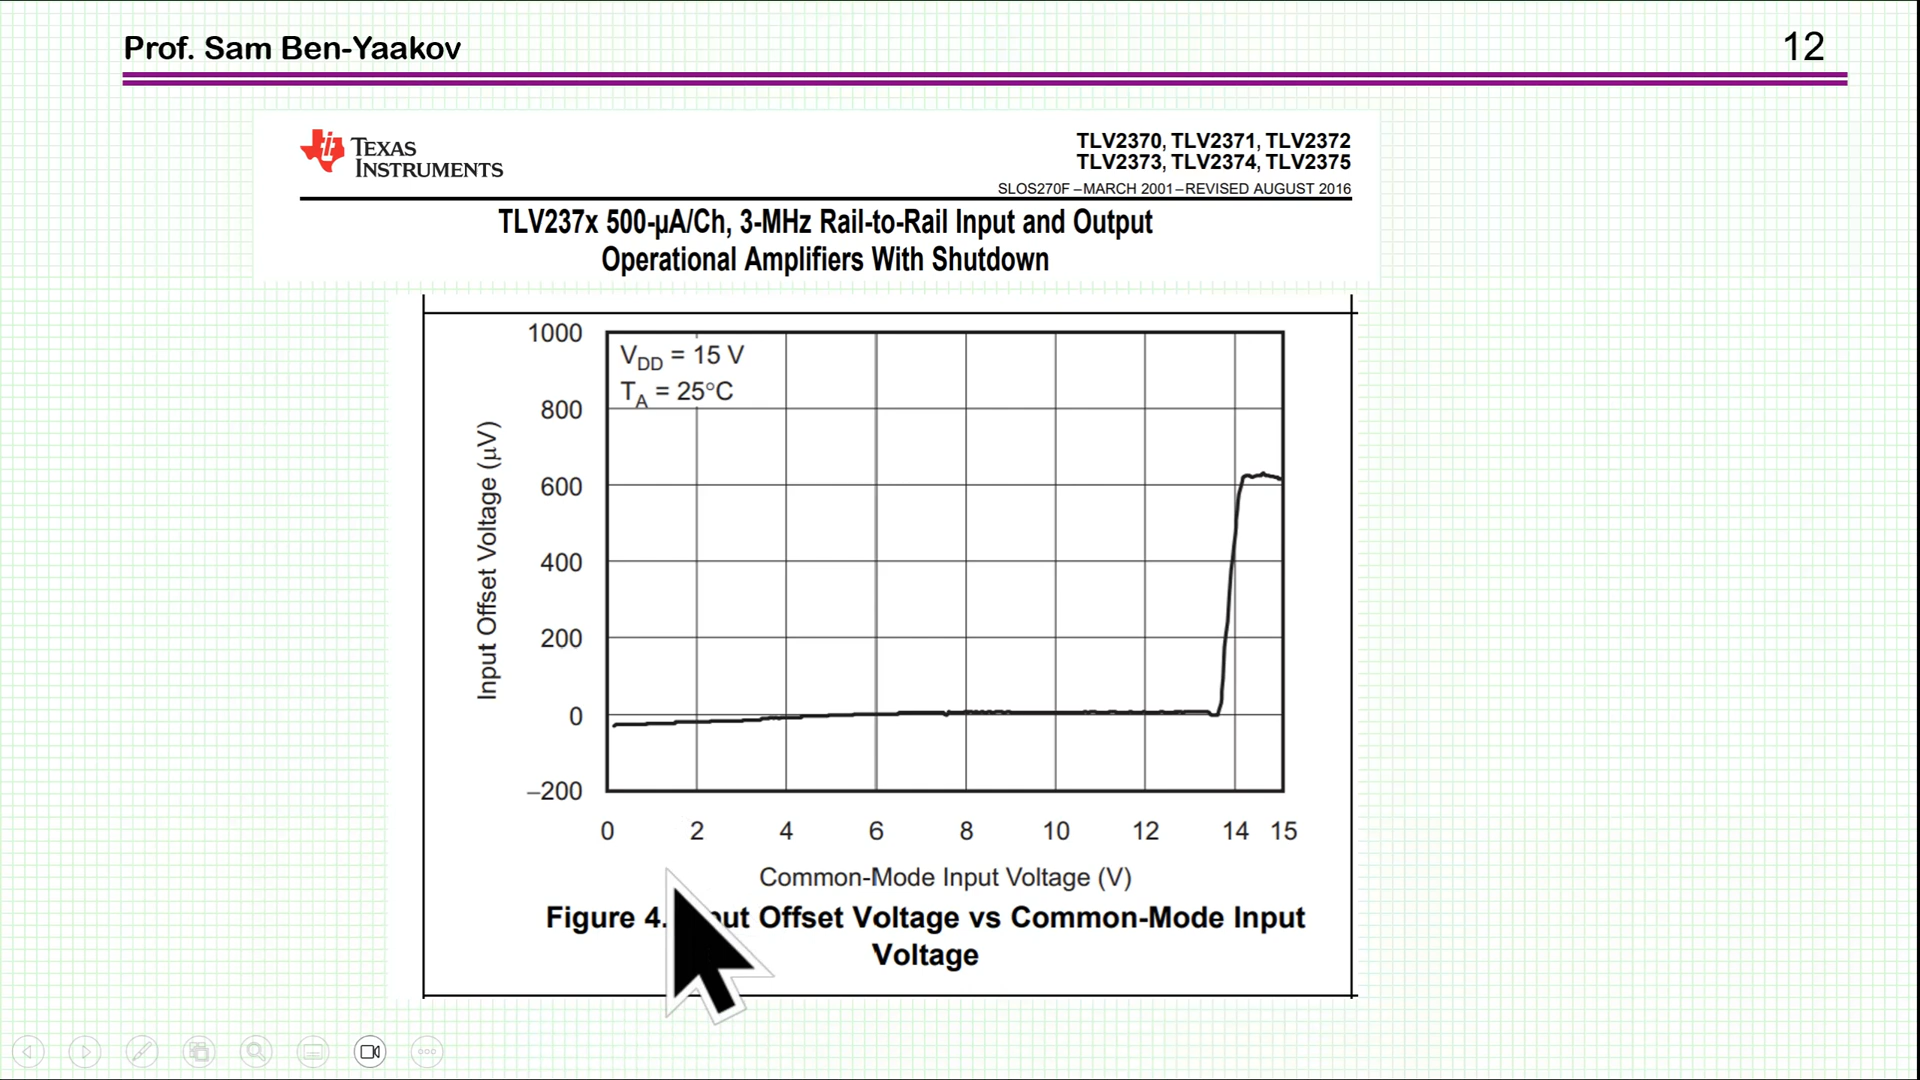 Prof. Sam Ben-Yaakov
12
TEXAS
INSTRUMENTS
TLV2370, TLV2371, TLV2372
TLV2373, TLV2374, TLV2375
SLOS270F –MARCH 2001–REVISED AUGUST 2016
TLV237x 500-μA/Ch, 3-MHz Rail-to-Rail Input and Output
Operational Amplifiers With Shutdown
1000
800
600
400
200
0
–200
Input Offset Voltage (μV)
VDD = 15 V
TA = 25°C
0 2 4 6 8 10 12 14 15
Common-Mode Input Voltage (V)
Figure 4. Offset Voltage vs Common-Mode Input
Voltage